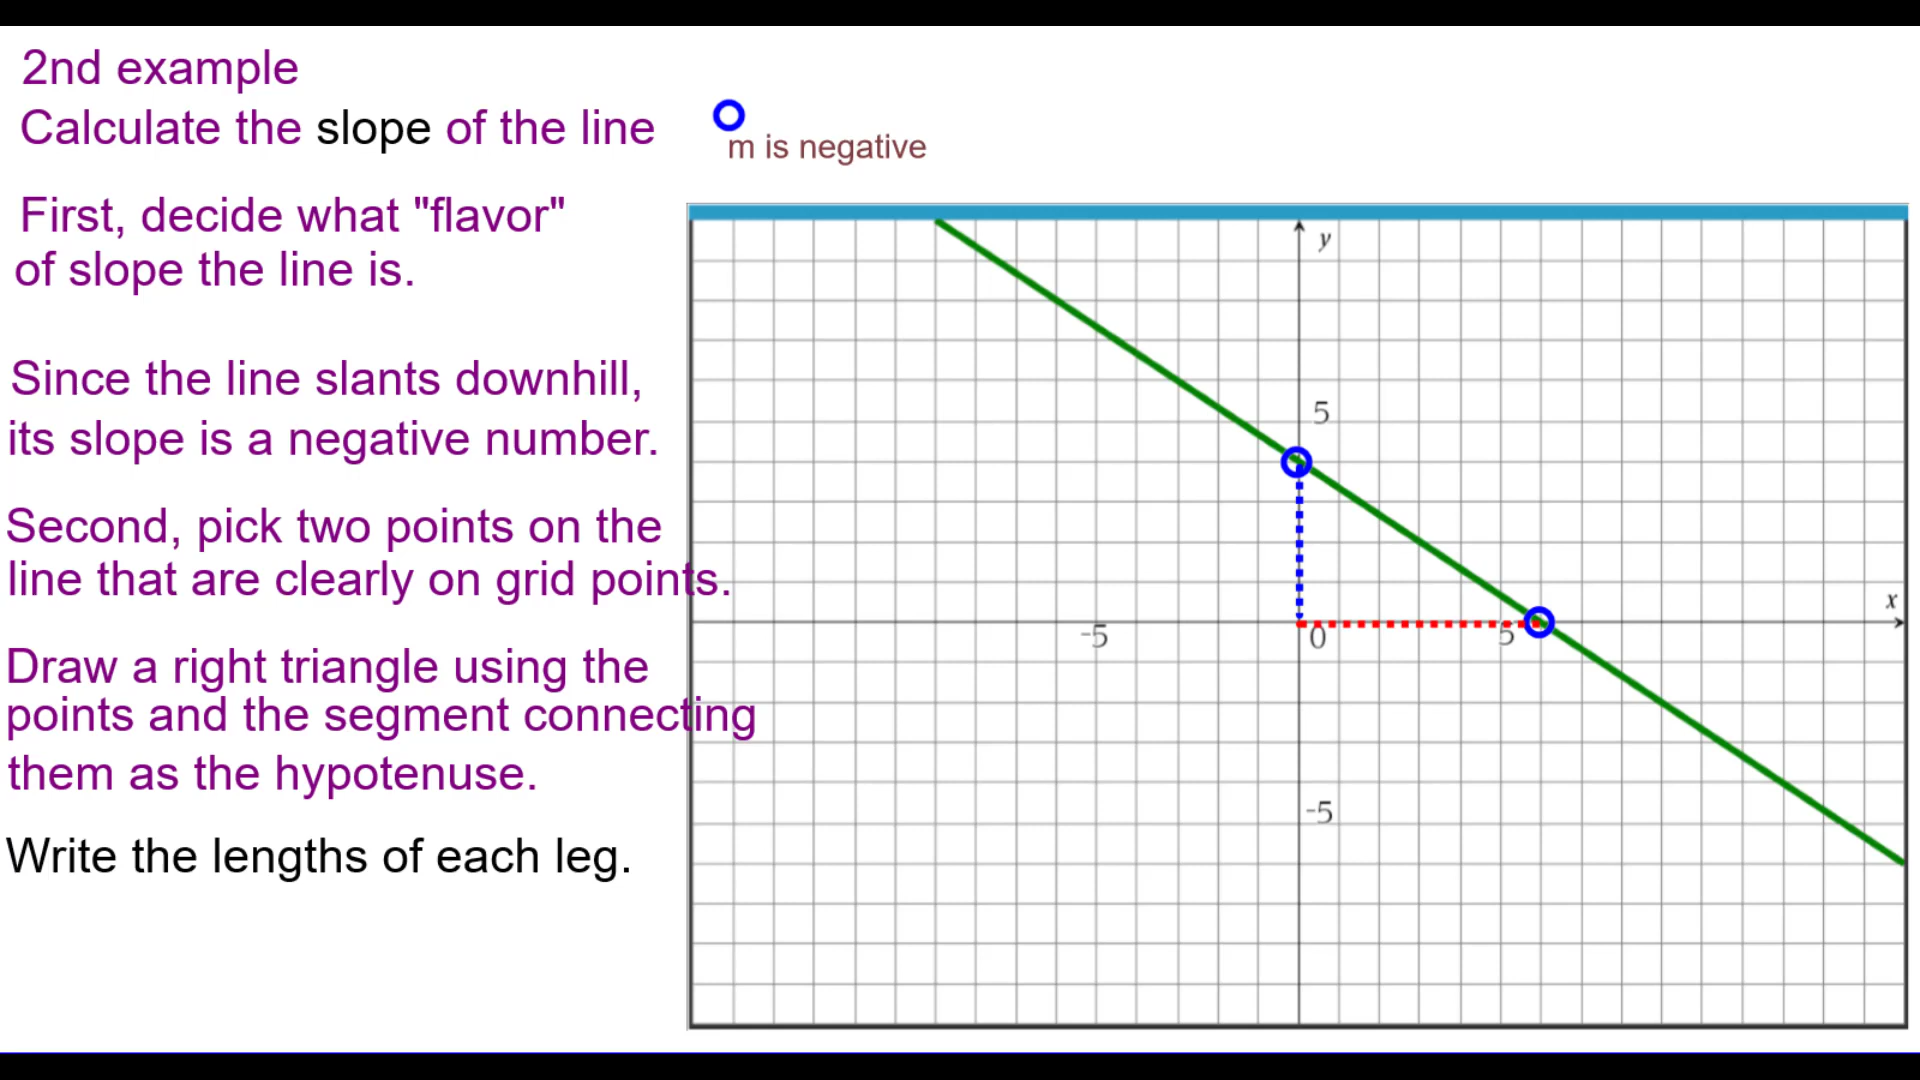 2nd example
Calculate the slope of the line
m is negative
First, decide what "flavor"
of slope the line is.
Since the line slants downhill,
its slope is a negative number.
Second, pick two points on the
line that are clearly on grid points.
Draw a right triangle using the
points and the segment connecting
them as the hypotenuse.
Write the lengths of each leg.
y
5
x
-5
0
5
-5